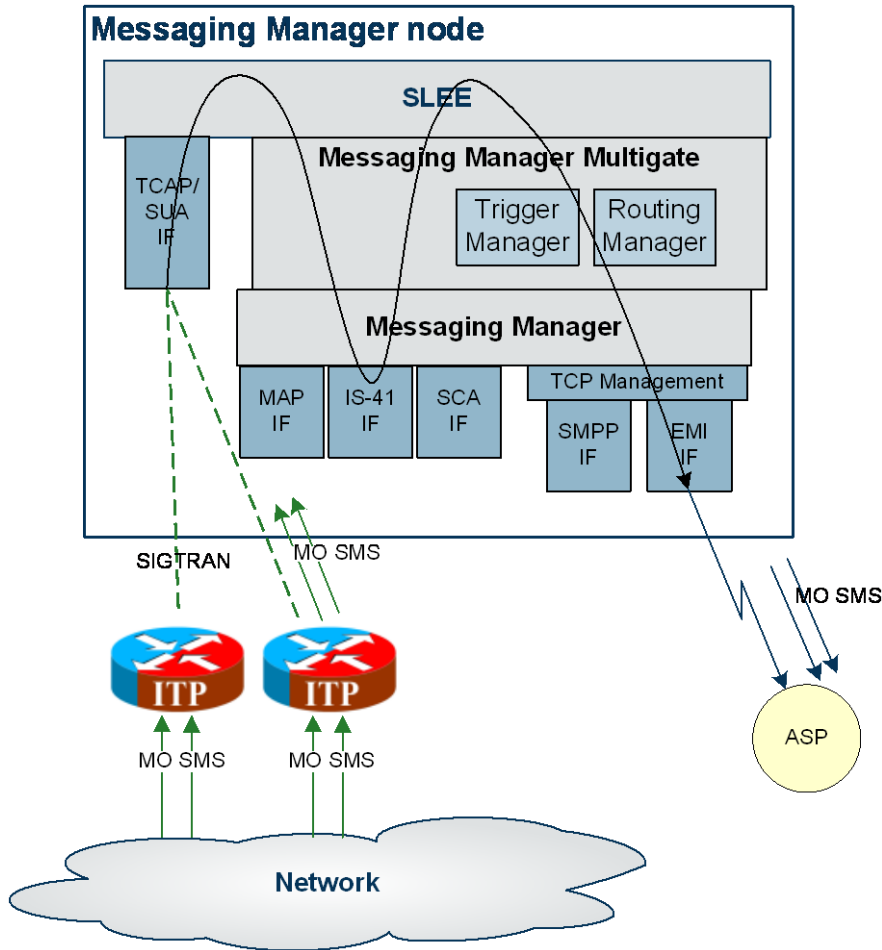 Messaging Manager node
SLEE
Messaging Manager Multigate
TCAP/
SUA
IF
Trigger
Manager
Routing
Manager
Messaging Manager
MAP
IF
IS-41
IF
SCA
IF
TCP Management
SMPP
IF
EMI
IF
SIGTRAN
MO SMS
MO SMS
ITP
ITP
ASP
MO SMS
MO SMS
Network